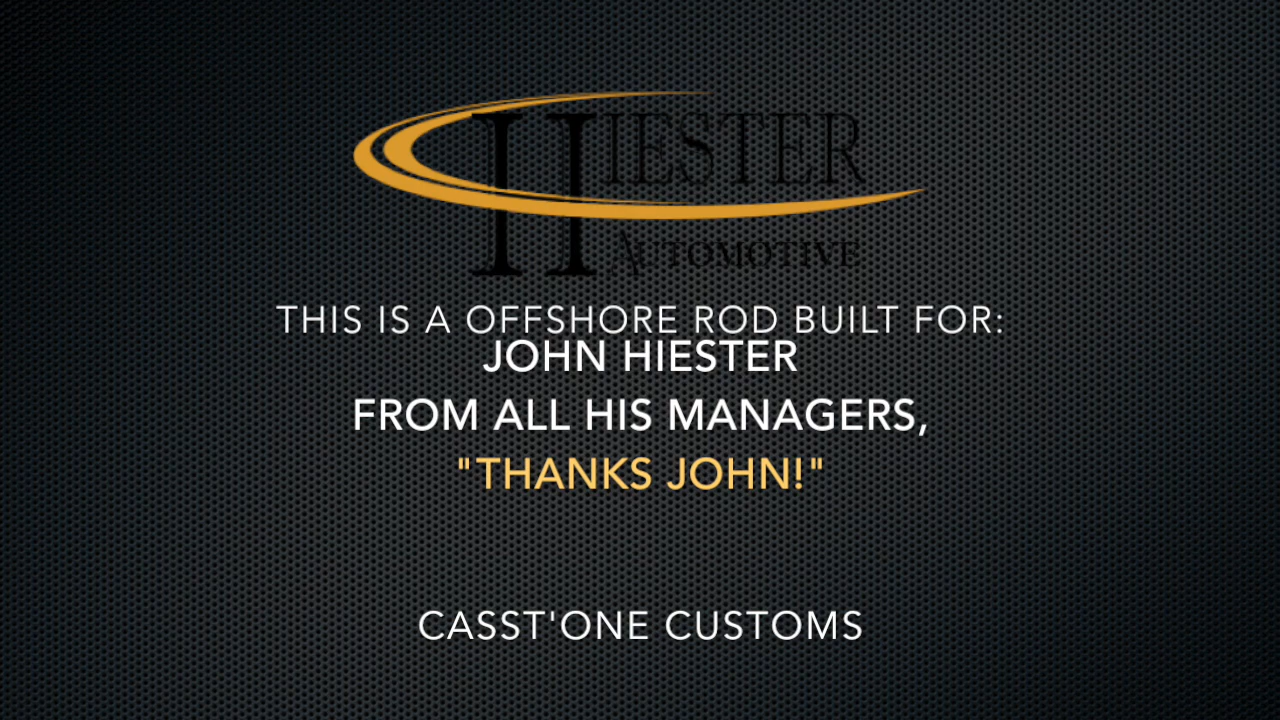 HIESTER
AUTOMOTIVE
THIS IS A OFFSHORE ROD BUILT FOR:
JOHN HIESTER
FROM ALL HIS MANAGERS,
"THANKS JOHN!"
CASST'ONE CUSTOMS